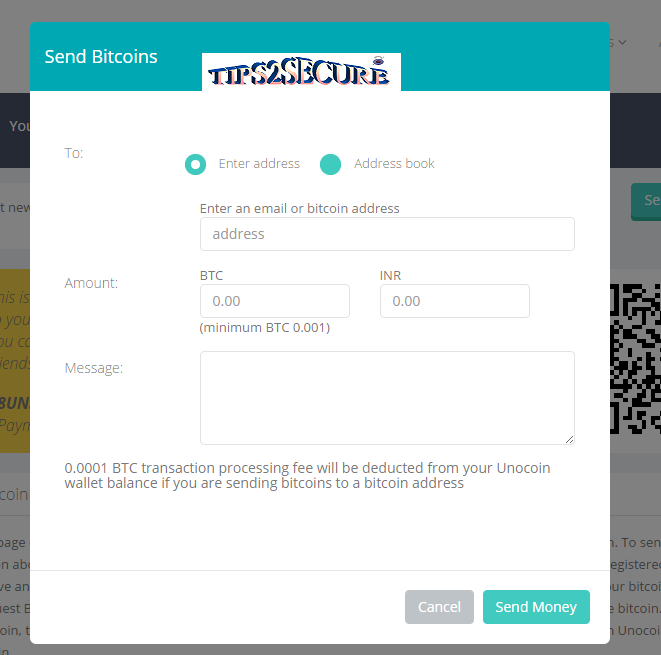 Send Bitcoins
TIPS2SECURE
To:
Enter address
Address book
Enter an email or bitcoin address
address
Amount:
BTC
INR
0.00
0.00
(minimum BTC 0.001)
Message:
0.0001 BTC transaction processing fee will be deducted from your Unocoin
wallet balance if you are sending bitcoins to a bitcoin address
Cancel
Send Money